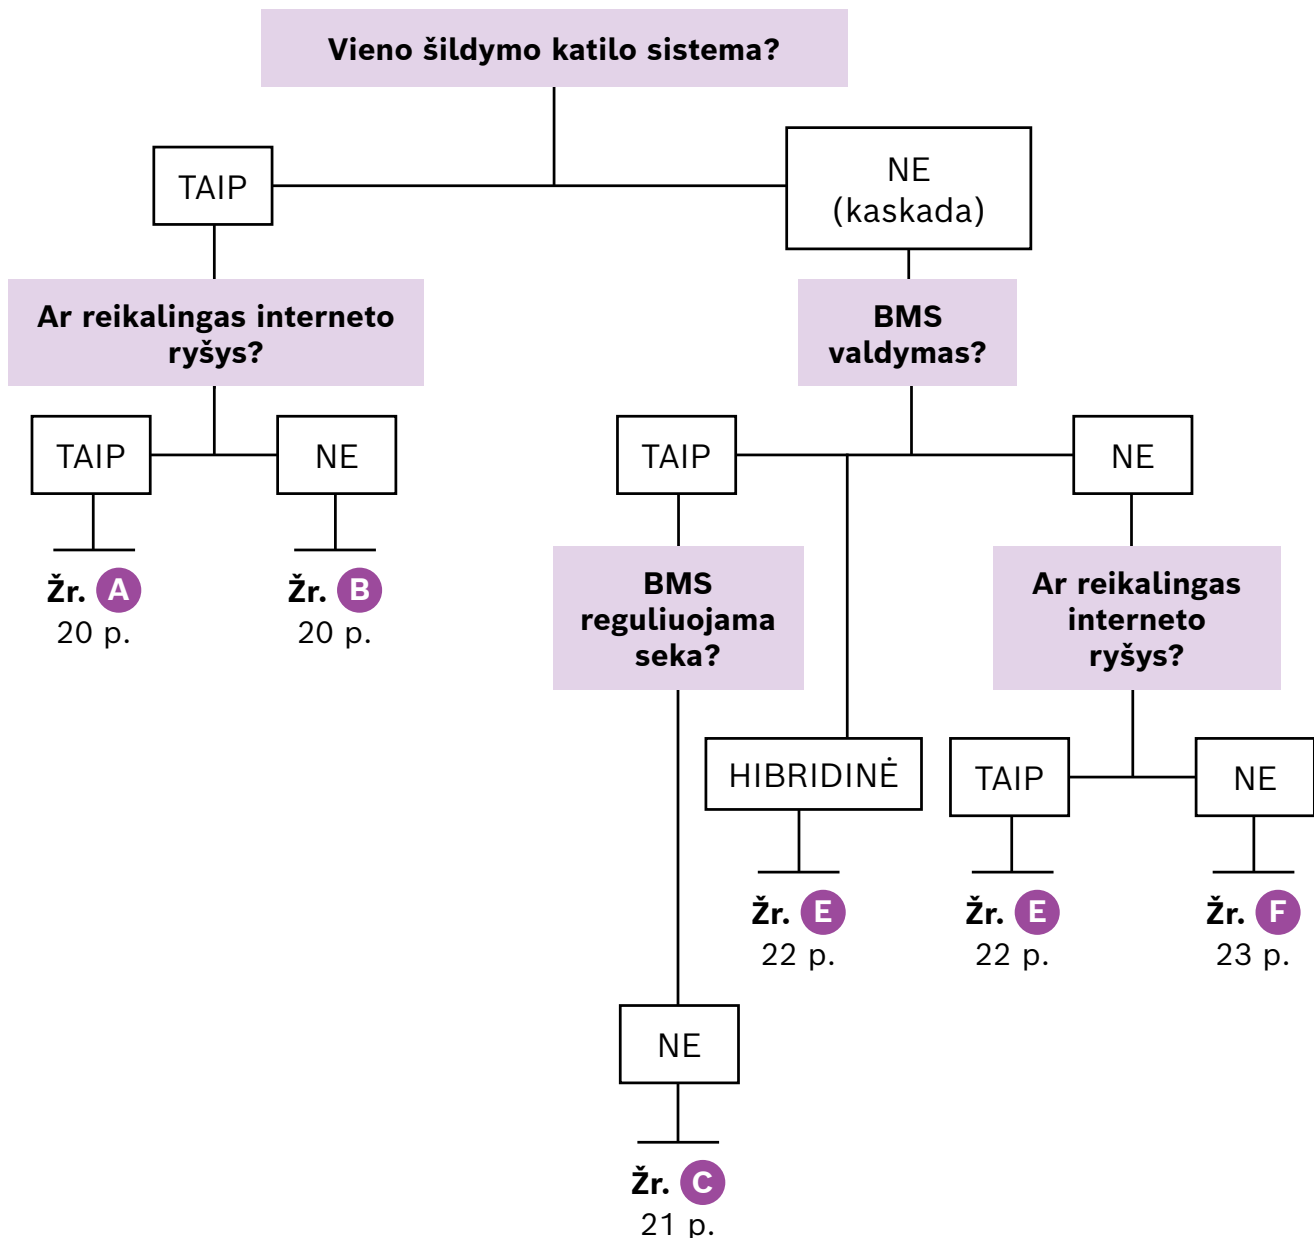 Vieno šildymo katilo sistema?
TAIP
NE
(kaskada)
Ar reikalingas interneto
ryšys?
BMS
valdymas?
TAIP
NE
TAIP
NE
Žr. A
20 p.
Žr. B
20 p.
BMS
reguliuojama
seka?
Ar reikalingas
interneto
ryšys?
HIBRIDINĖ
TAIP
NE
Žr. E
22 p.
Žr. E
22 p.
Žr. F
23 p.
NE
Žr. C
21 p.